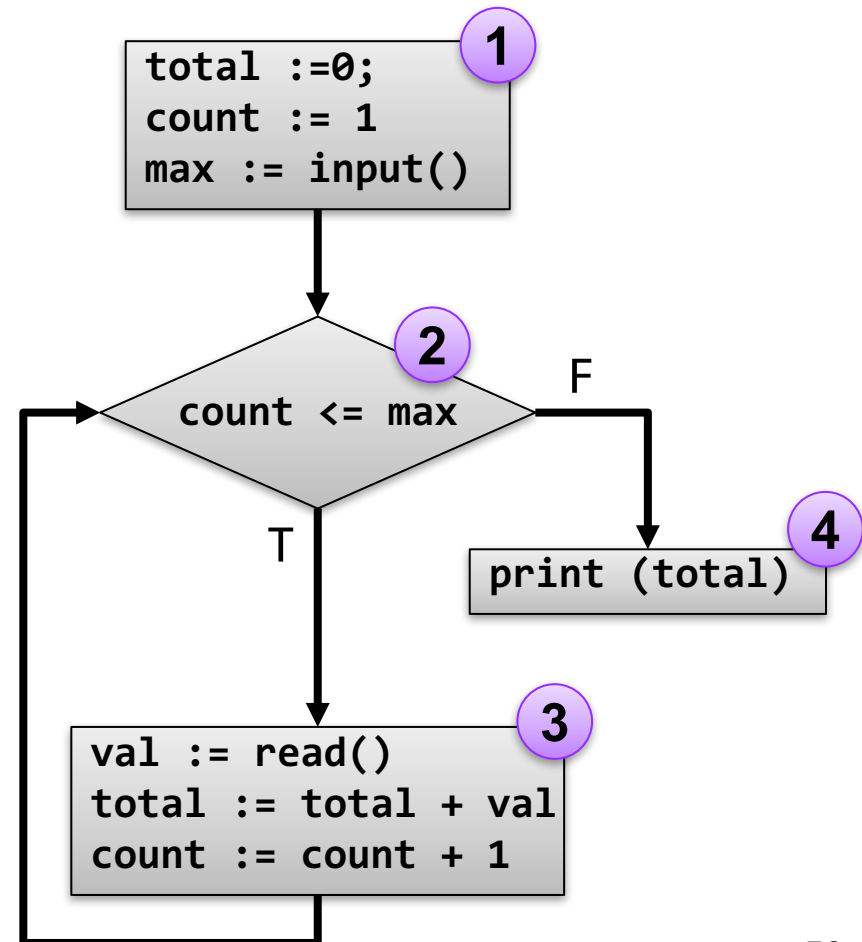 1
total :=0;
count := 1
max := input()
2
count <= max
F
T
4
print (total)
3
val := read()
total := total + val
count := count + 1